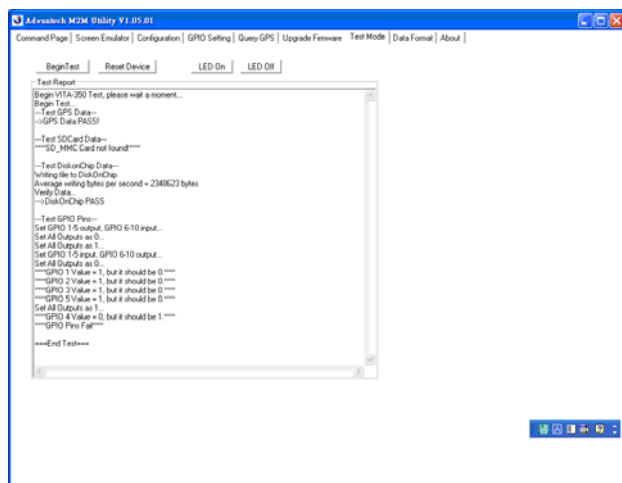 Advantech M2M Utility V1.05.01
Command Page Screen Emulator Configuration GPIO Setting Query GPS Upgrade Firmware Test Mode Data Format About
BeginTest Reset Device LED On LED Off
Test Report
Begin VITA-350 Test, please wait a moment...
Begin Test...
---Test GPS Data---
-->GPS Data PASS!
---Test SDCard Data---
****SD_MMC Card not found!****
---Test DiskonChip Data---
Writing file to DiskOnChip
Average writing bytes per second = 2348623 bytes
Verify Data...
-->DiskOnChip PASS
---Test GPIO Pins---
Set GPIO 1-5 output, GPIO 6-10 input...
Set All Outputs as 0...
Set All Outputs as 1...
Set GPIO 1-5 input, GPIO 6-10 output...
Set All Outputs as 0...
****GPIO 1 Value = 1, but it should be 0.****
****GPIO 2 Value = 1, but it should be 0.****
****GPIO 3 Value = 1, but it should be 0.****
****GPIO 5 Value = 1, but it should be 0.****
Set All Outputs as 1...
****GPIO 4 Value = 0, but it should be 1.****
****GPIO Pins Fail****
===End Test===